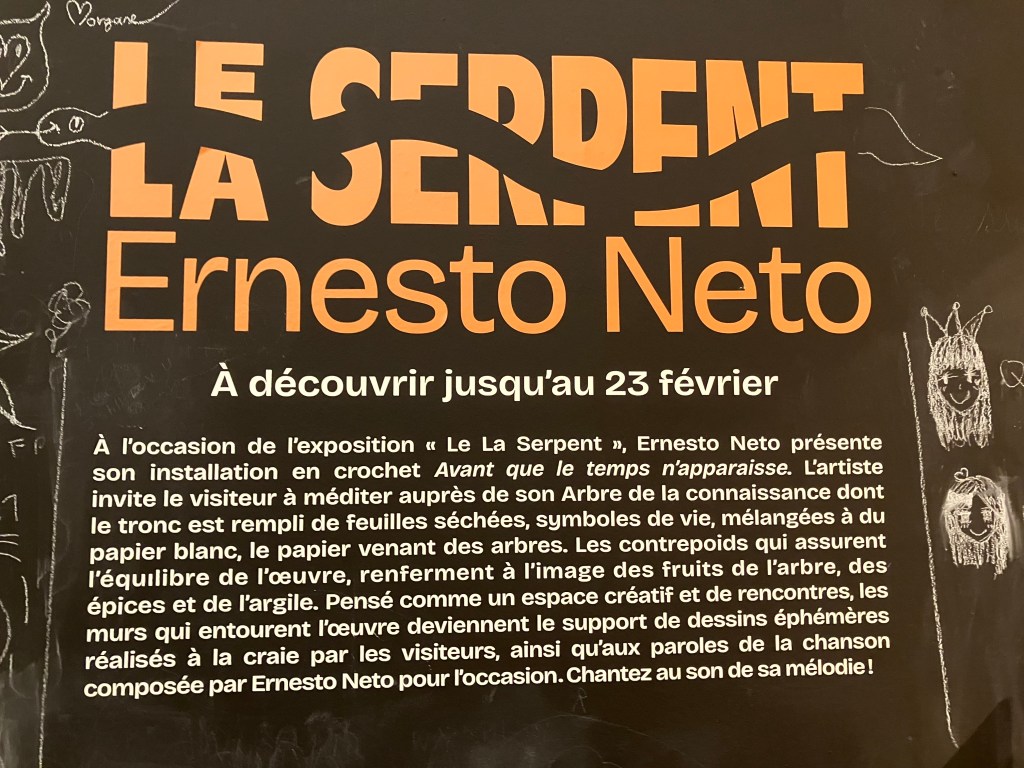 Morgane
LE SERPENT
LA
Ernesto Neto
À découvrir jusqu'au 23 février
À l'occasion de l'exposition « Le La Serpent », Ernesto Neto présente
son installation en crochet Avant que le temps n'apparaisse. L'artiste
invite le visiteur à méditer auprès de son Arbre de la connaissance dont
le tronc est rempli de feuilles séchées, symboles de vie, mélangées à du
papier blanc, le papier venant des arbres. Les contrepoids qui assurent
l'équilibre de l'œuvre, renferment à l'image des fruits de l'arbre, des
épices et de l'argile. Pensé comme un espace créatif et de rencontres, les
murs qui entourent l'œuvre deviennent le support de dessins éphémères
réalisés à la craie par les visiteurs, ainsi qu'aux paroles de la chanson
composée par Ernesto Neto pour l'occasion. Chantez au son de sa mélodie !